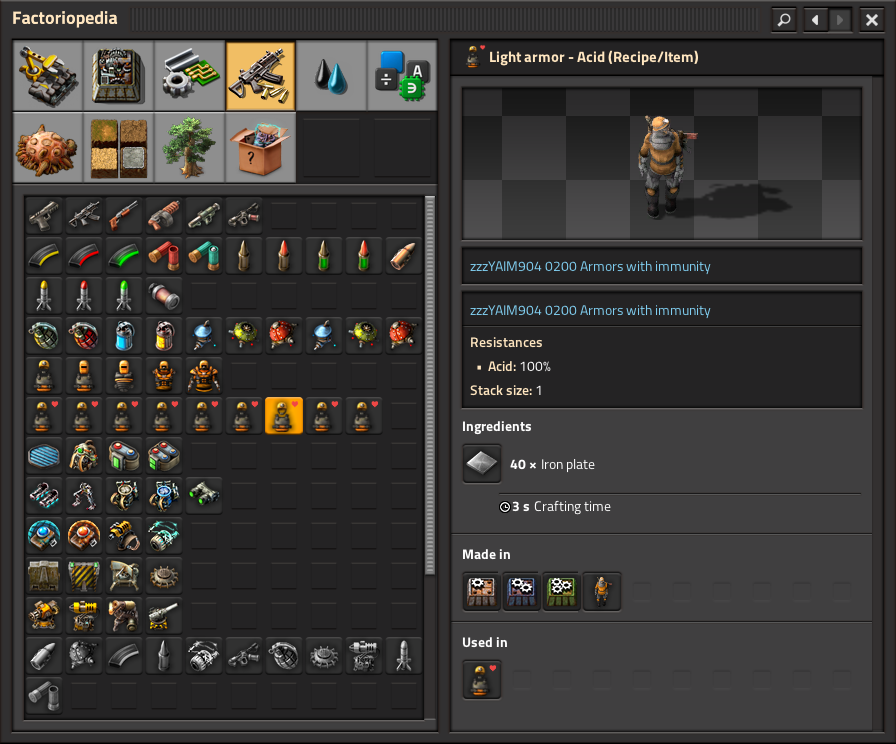 Factoriopedia
A
?
Light armor - Acid (Recipe/Item)
zzzYAIM904 0200 Armors with immunity
zzzYAIM904 0200 Armors with immunity
Resistances
• Acid: 100%
Stack size: 1
Ingredients
40 × Iron plate
3 s Crafting time
Made in
Used in